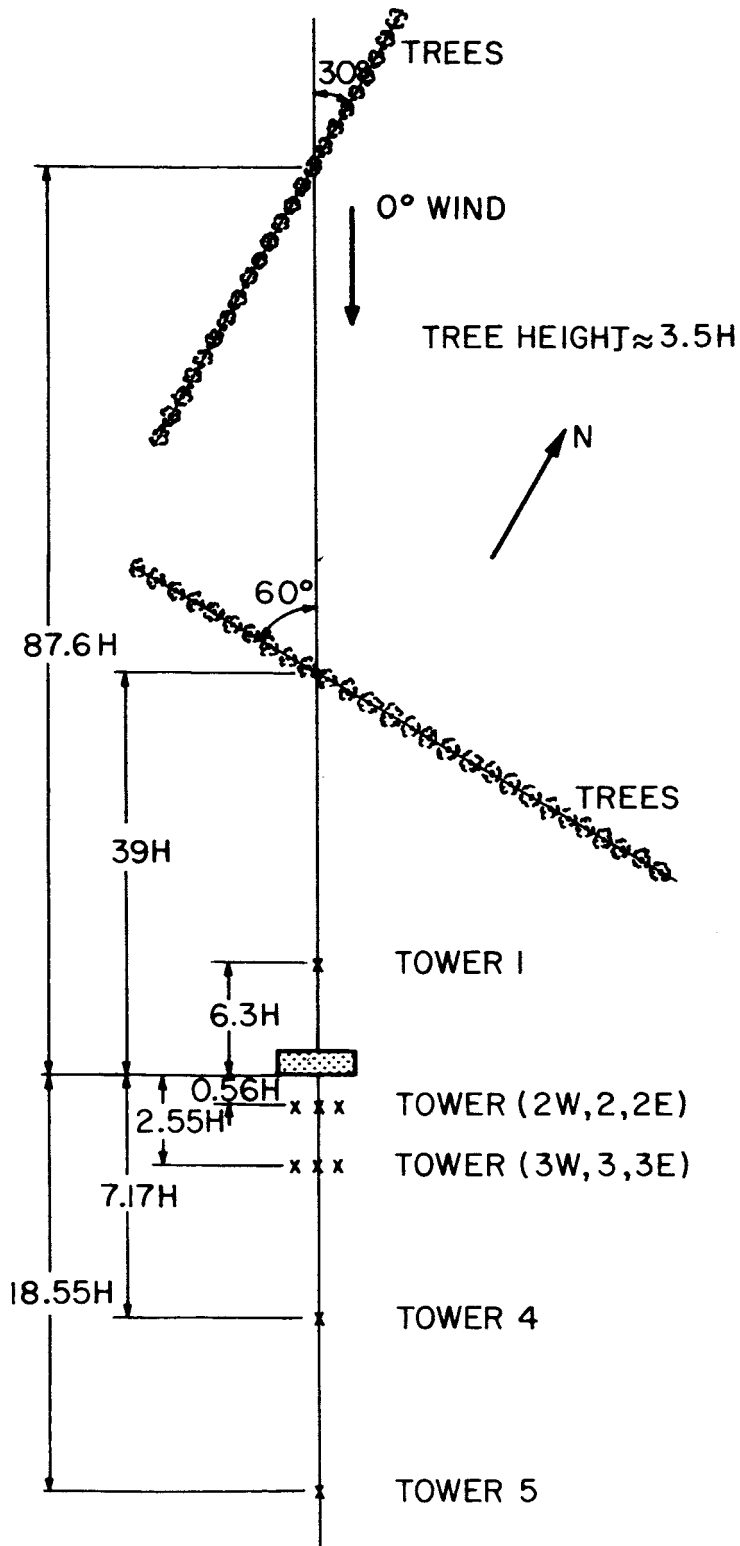 TREES
30°
0° WIND
TREE HEIGHT ≈ 3.5H
N
60°
87.6H
39H
TREES
TOWER 1
6.3H
0.56H
TOWER (2W, 2, 2E)
2.55H
TOWER (3W, 3, 3E)
7.17H
18.55H
TOWER 4
TOWER 5